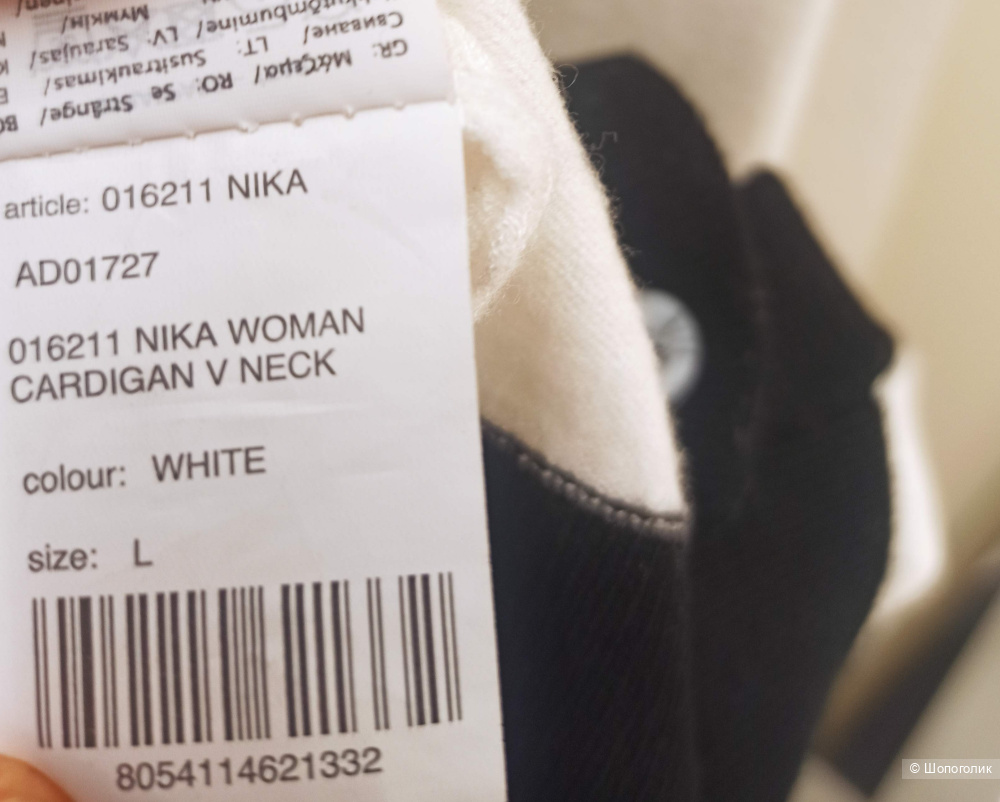 GR: Μάζεμα/ RO: Se Strânge/
Свиване/ LT: Susitraukimas/
LV: Saraujas/
article: 016211 NIKA
AD01727
016211 NIKA WOMAN
CARDIGAN V NECK
colour: WHITE
size: L
8054114621332
© Шопоголик